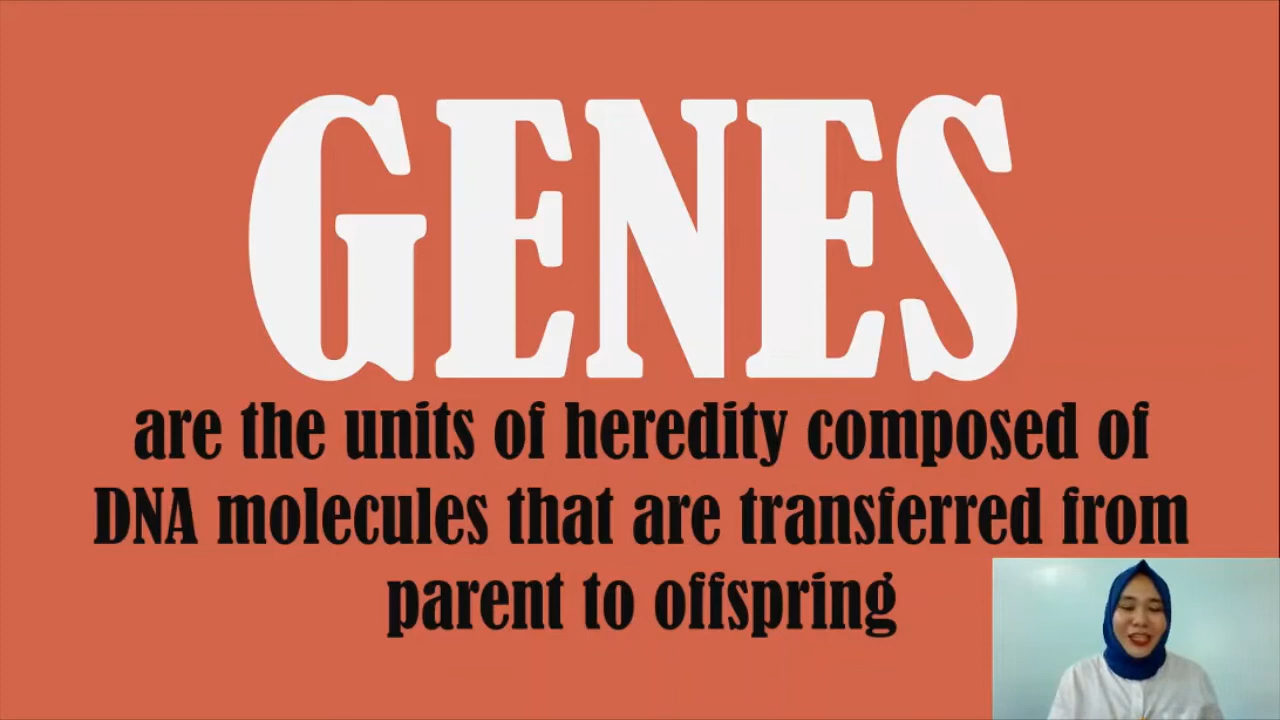 GENES
are the units of heredity composed of
DNA molecules that are transferred from
parent to offspring